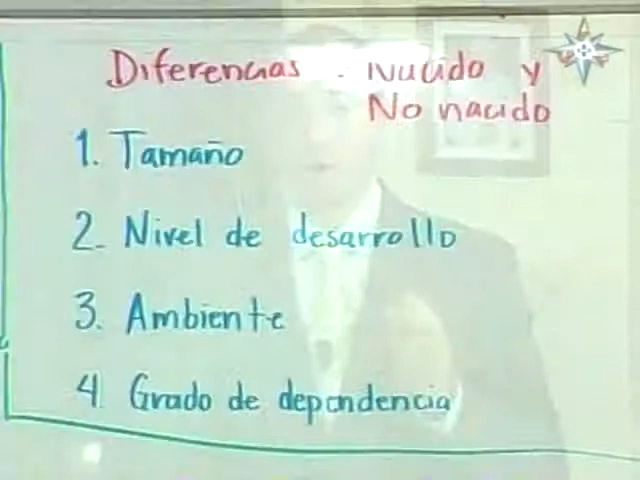 Diferencias . Nacido y
No nacido
1. Tamaño
2. Nivel de desarrollo
3. Ambiente
4 Grado de dependencia